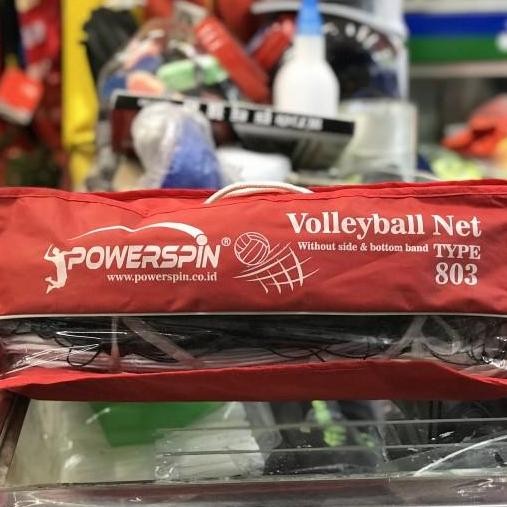 POWERSPIN®
www.powerspin.co.id
Volleyball Net
Without side & bottom band TYPE
803